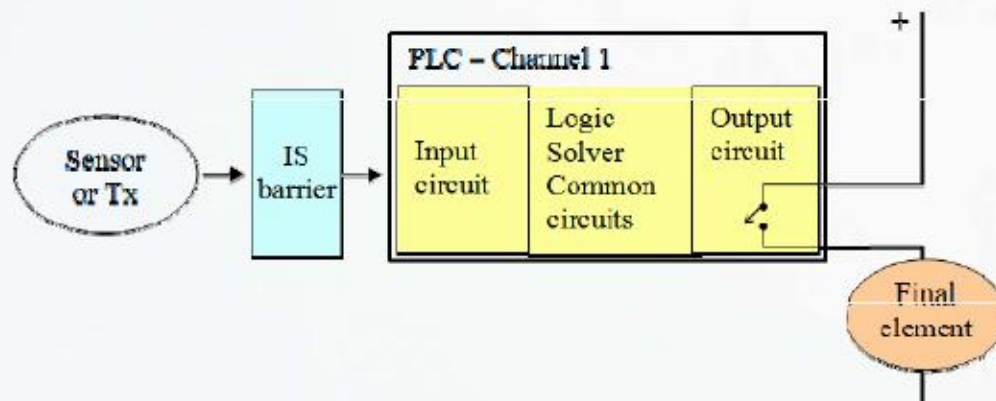 PLC – Channel 1
Sensor
or Tx
IS
barrier
Input
circuit
Logic
Solver
Common
circuits
Output
circuit
+
Final
element